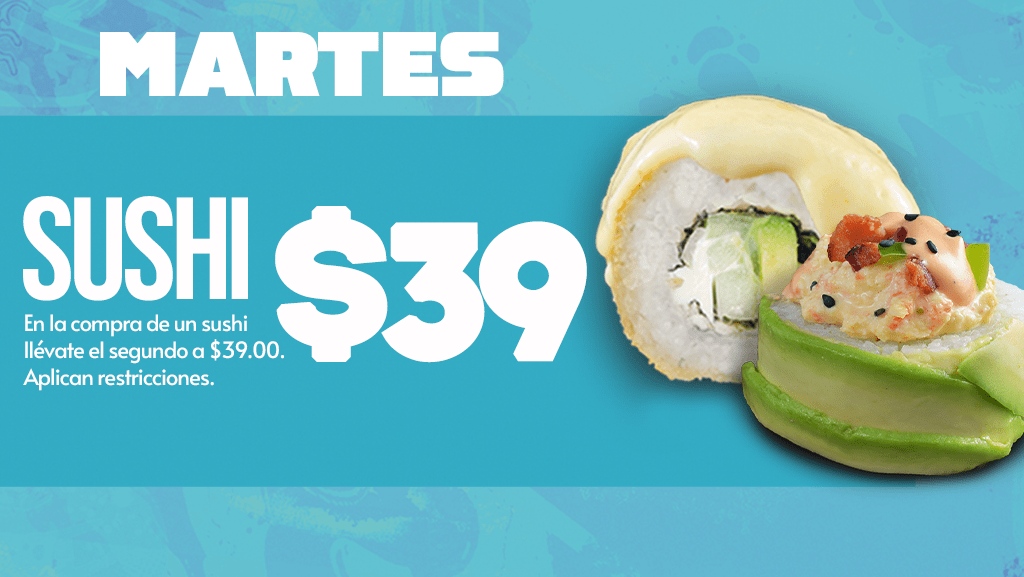 MARTES
SUSHI
$39
En la compra de un sushi
llévate el segundo a $39.00.
Aplican restricciones.